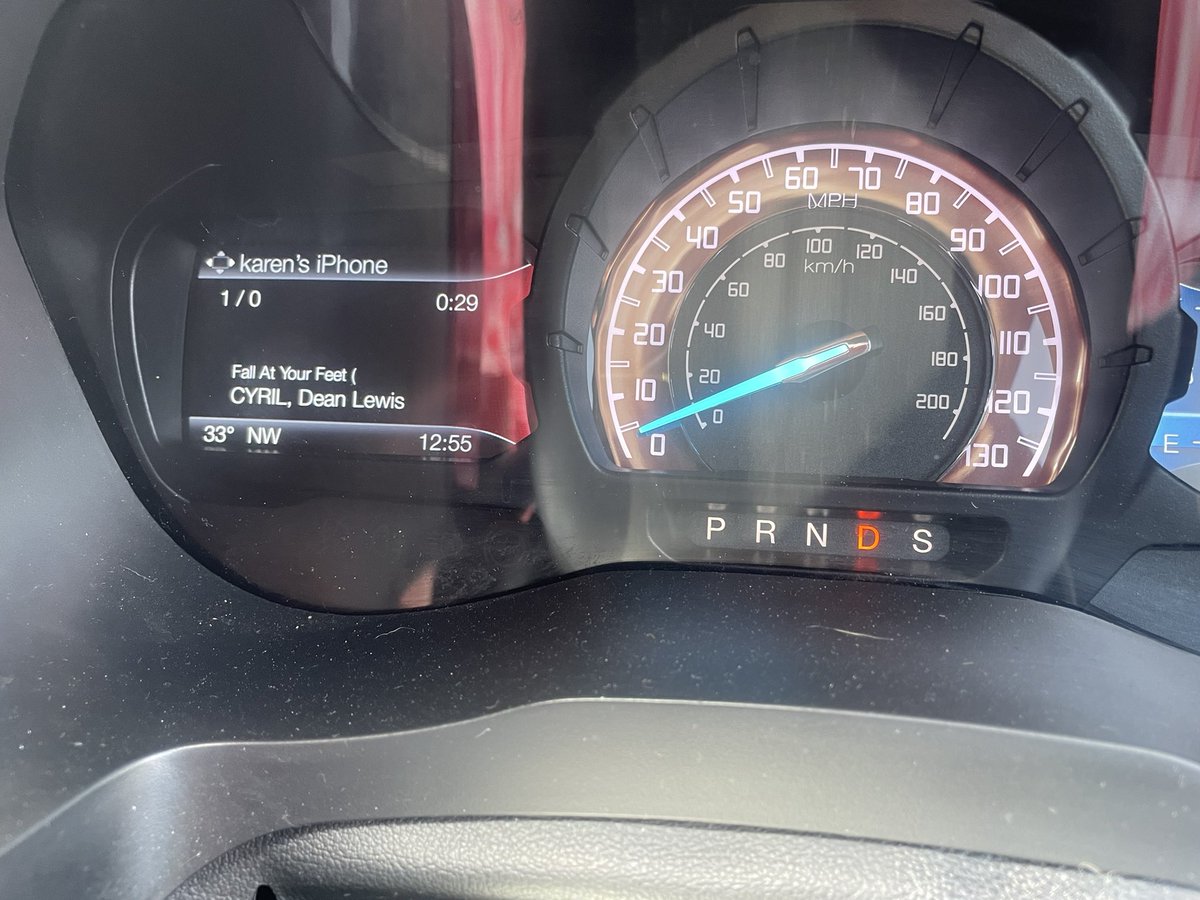 karen's iPhone
1 / 0 0:29
Fall At Your Feet (
CYRIL, Dean Lewis
33° NW 12:55
0 10 20 30 40 50 60 70 80 90 100 110 120 130
MPH
0 20 40 60 80 100 120 140 160 180 200
km/h
P R N D S
E